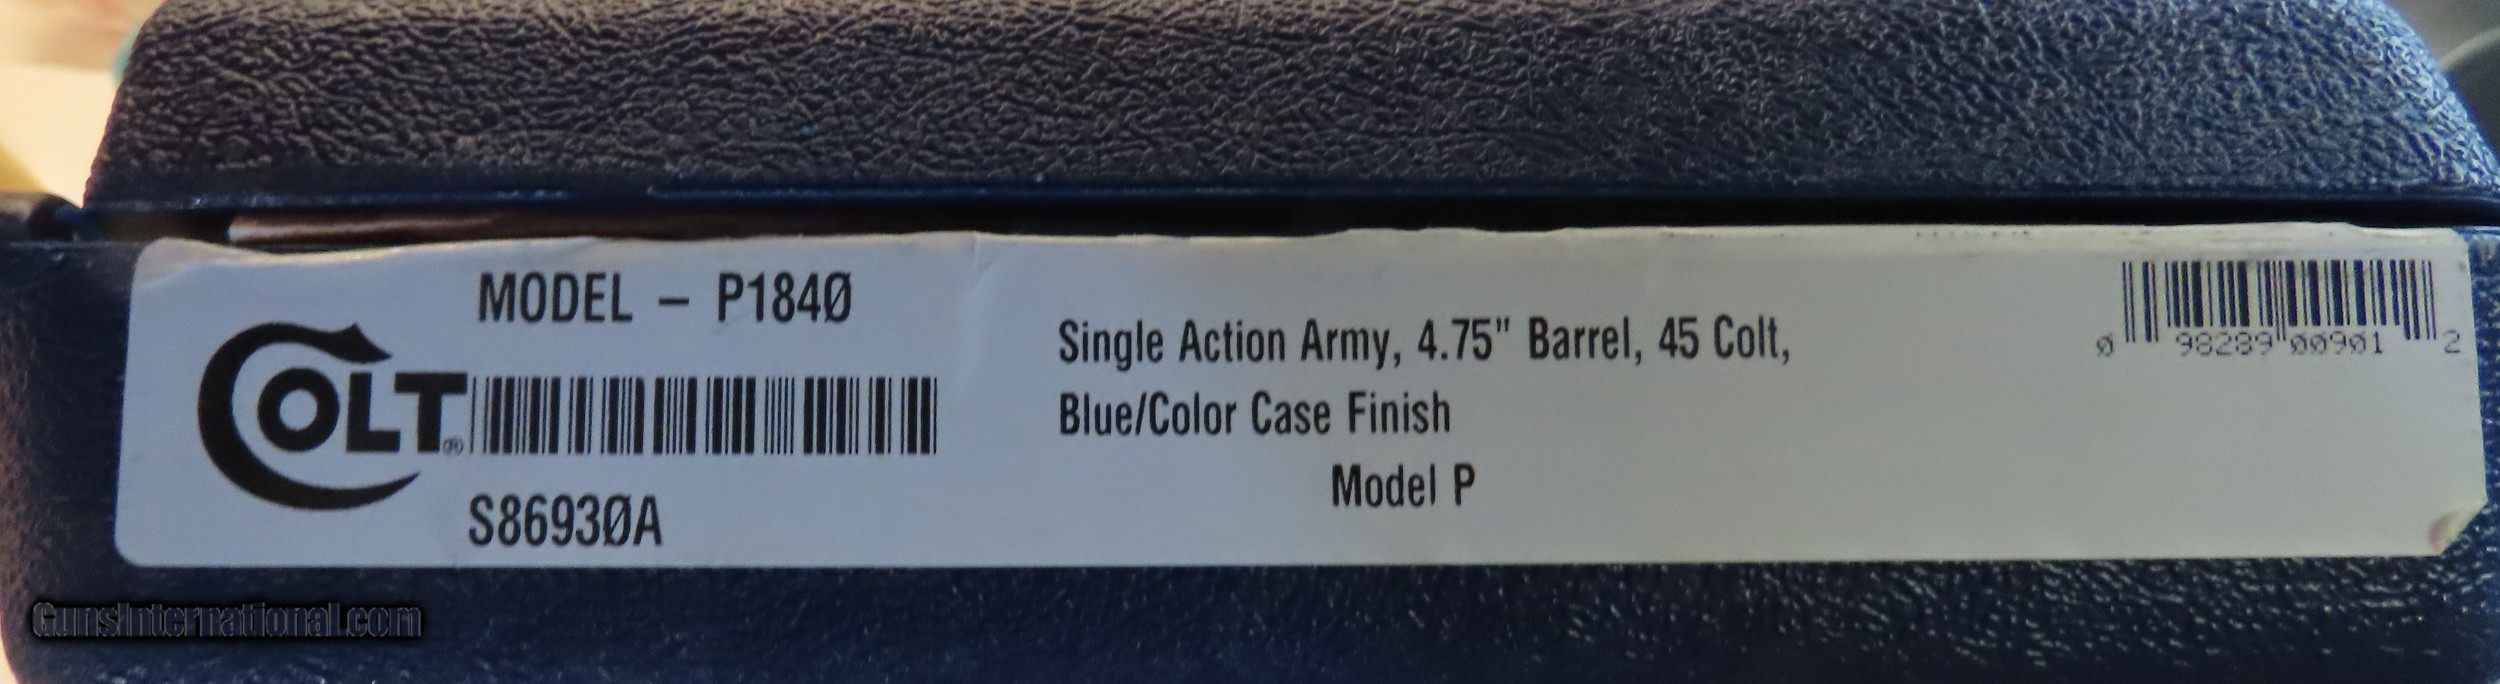 MODEL – P184Ø
COLT®
S8693ØA
Single Action Army, 4.75" Barrel, 45 Colt,
Blue/Color Case Finish
Model P
0 98289 00901 2
GunsInternational.com